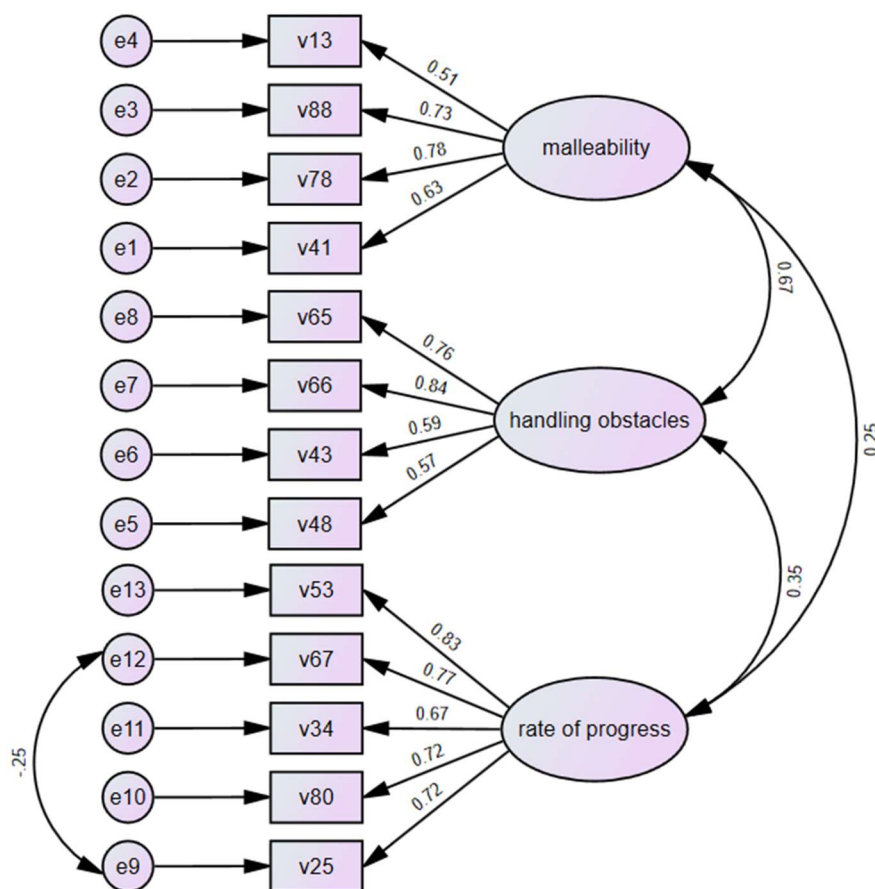 e4
v13
0.51
e3
v88
0.73
malleability
e2
v78
0.78
e1
v41
0.63
0.67
e8
v65
0.76
e7
v66
0.84
handling obstacles
e6
v43
0.59
e5
v48
0.57
0.25
e13
v53
0.83
0.35
e12
v67
0.77
e11
v34
0.67
rate of progress
-.25
e10
v80
0.72
e9
v25
0.72